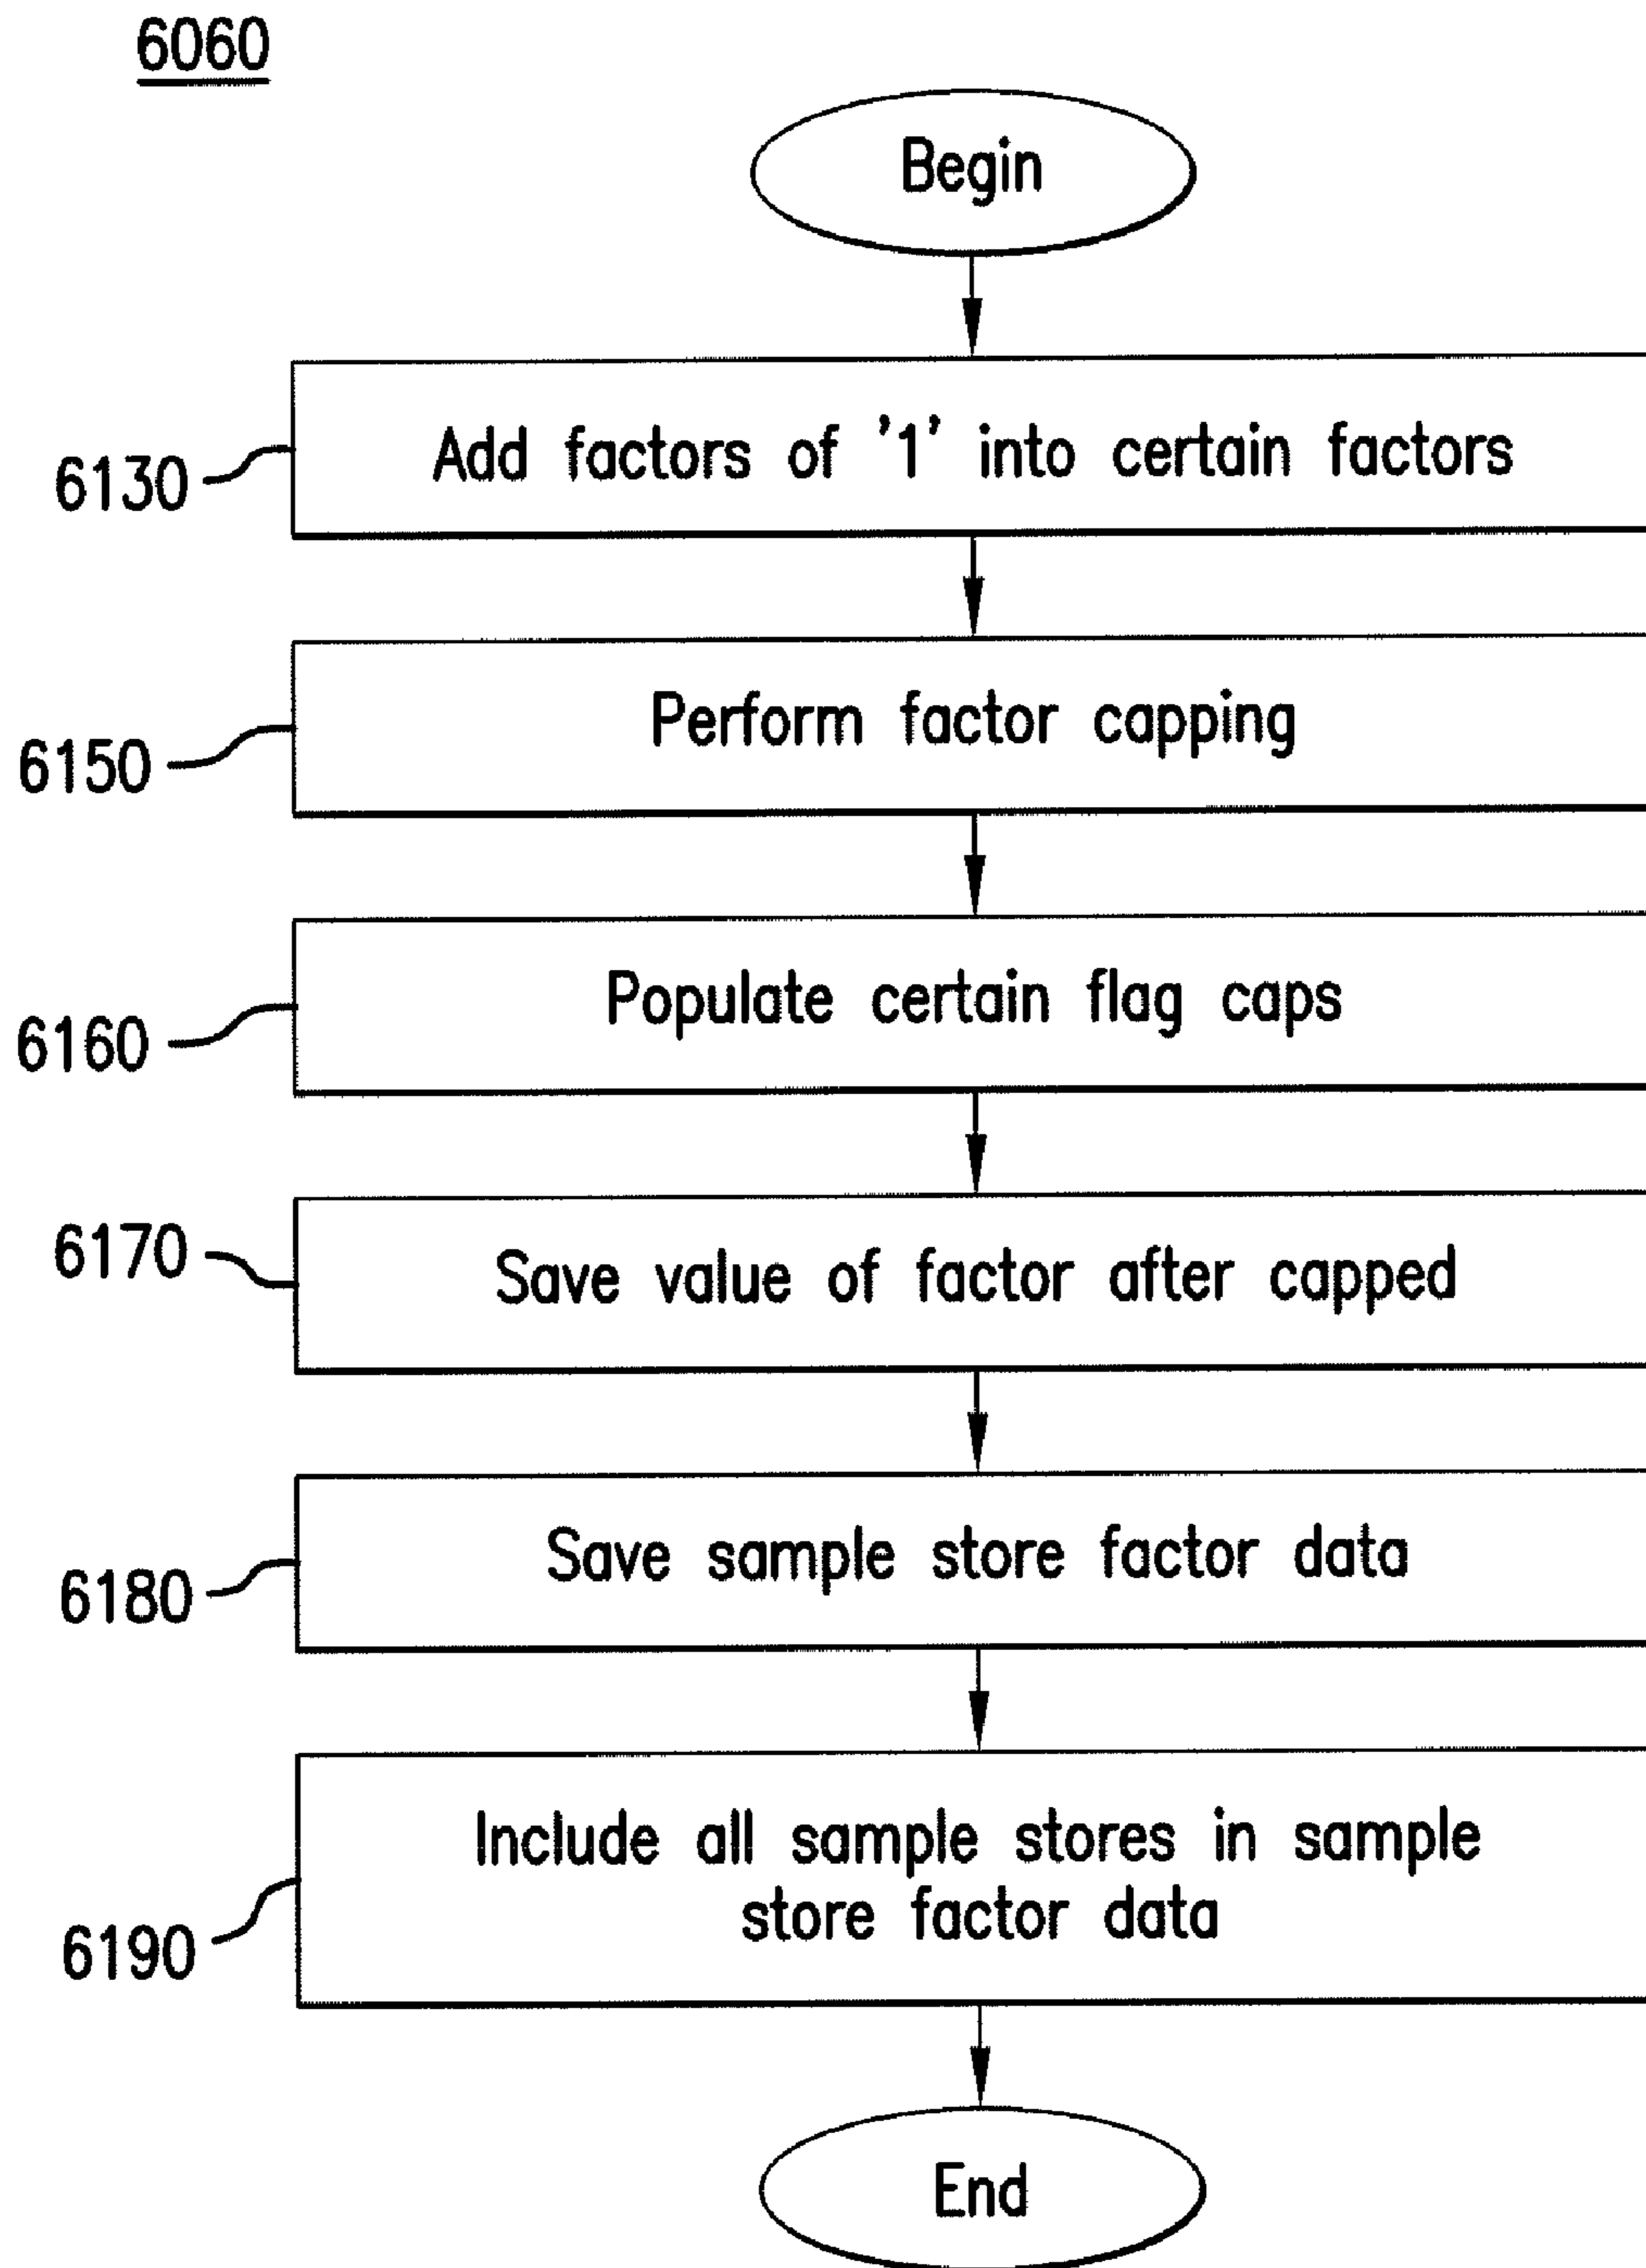 6060
Begin
Add factors of '1' into certain factors
6130
Perform factor capping
6150
Populate certain flag caps
6160
Save value of factor after capped
6170
Save sample store factor data
6180
Include all sample stores in sample
store factor data
6190
End